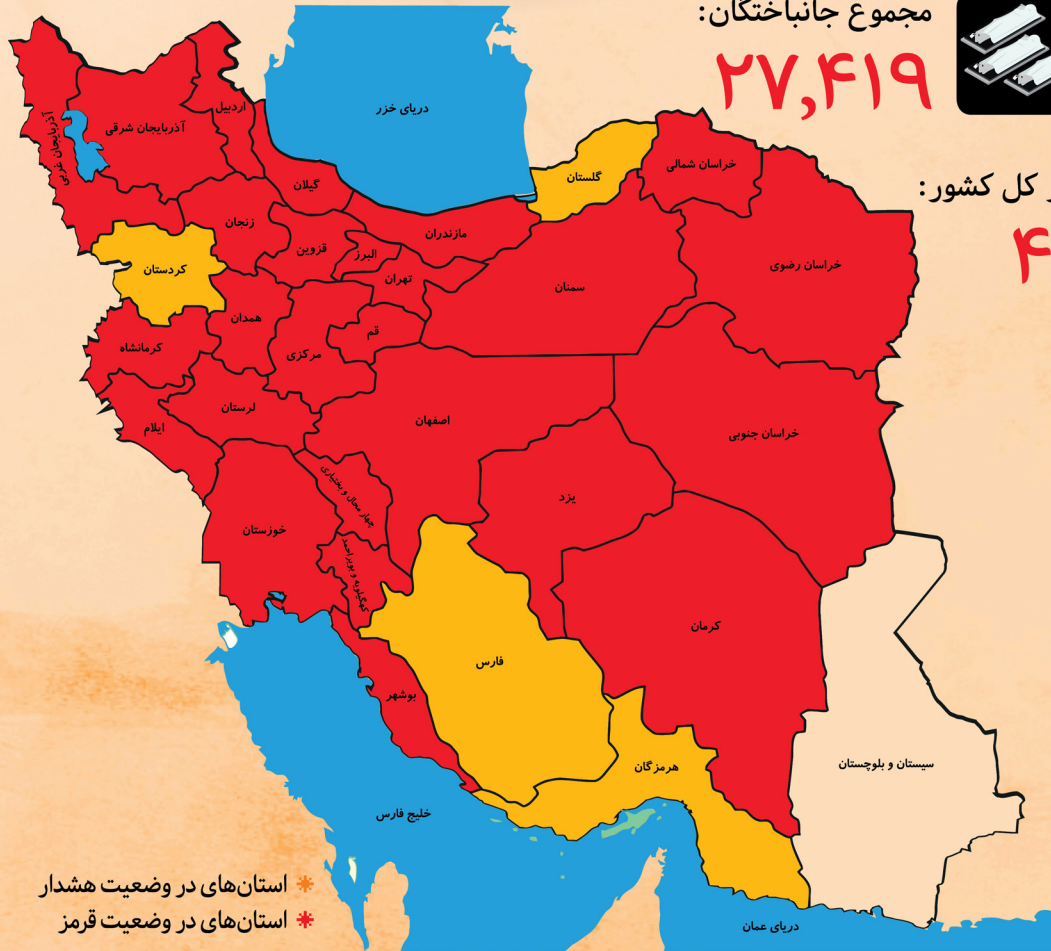 مجموع جانباختگان:
۲۷,۴۱۹
کل کشور:
۴
دریای خزر
اردبیل
آذربایجان شرقی
آذربایجان غربی
گیلان
گلستان
خراسان شمالی
زنجان
مازندران
قزوین
البرز
تهران
خراسان رضوی
سمنان
کردستان
همدان
قم
مرکزی
کرمانشاه
لرستان
اصفهان
ایلام
خراسان جنوبی
چهار محال و بختیاری
یزد
خوزستان
کهگیلویه و بویراحمد
کرمان
فارس
بوشهر
هرمزگان
سیستان و بلوچستان
خلیج فارس
دریای عمان
استان‌های در وضعیت هشدار
استان‌های در وضعیت قرمز